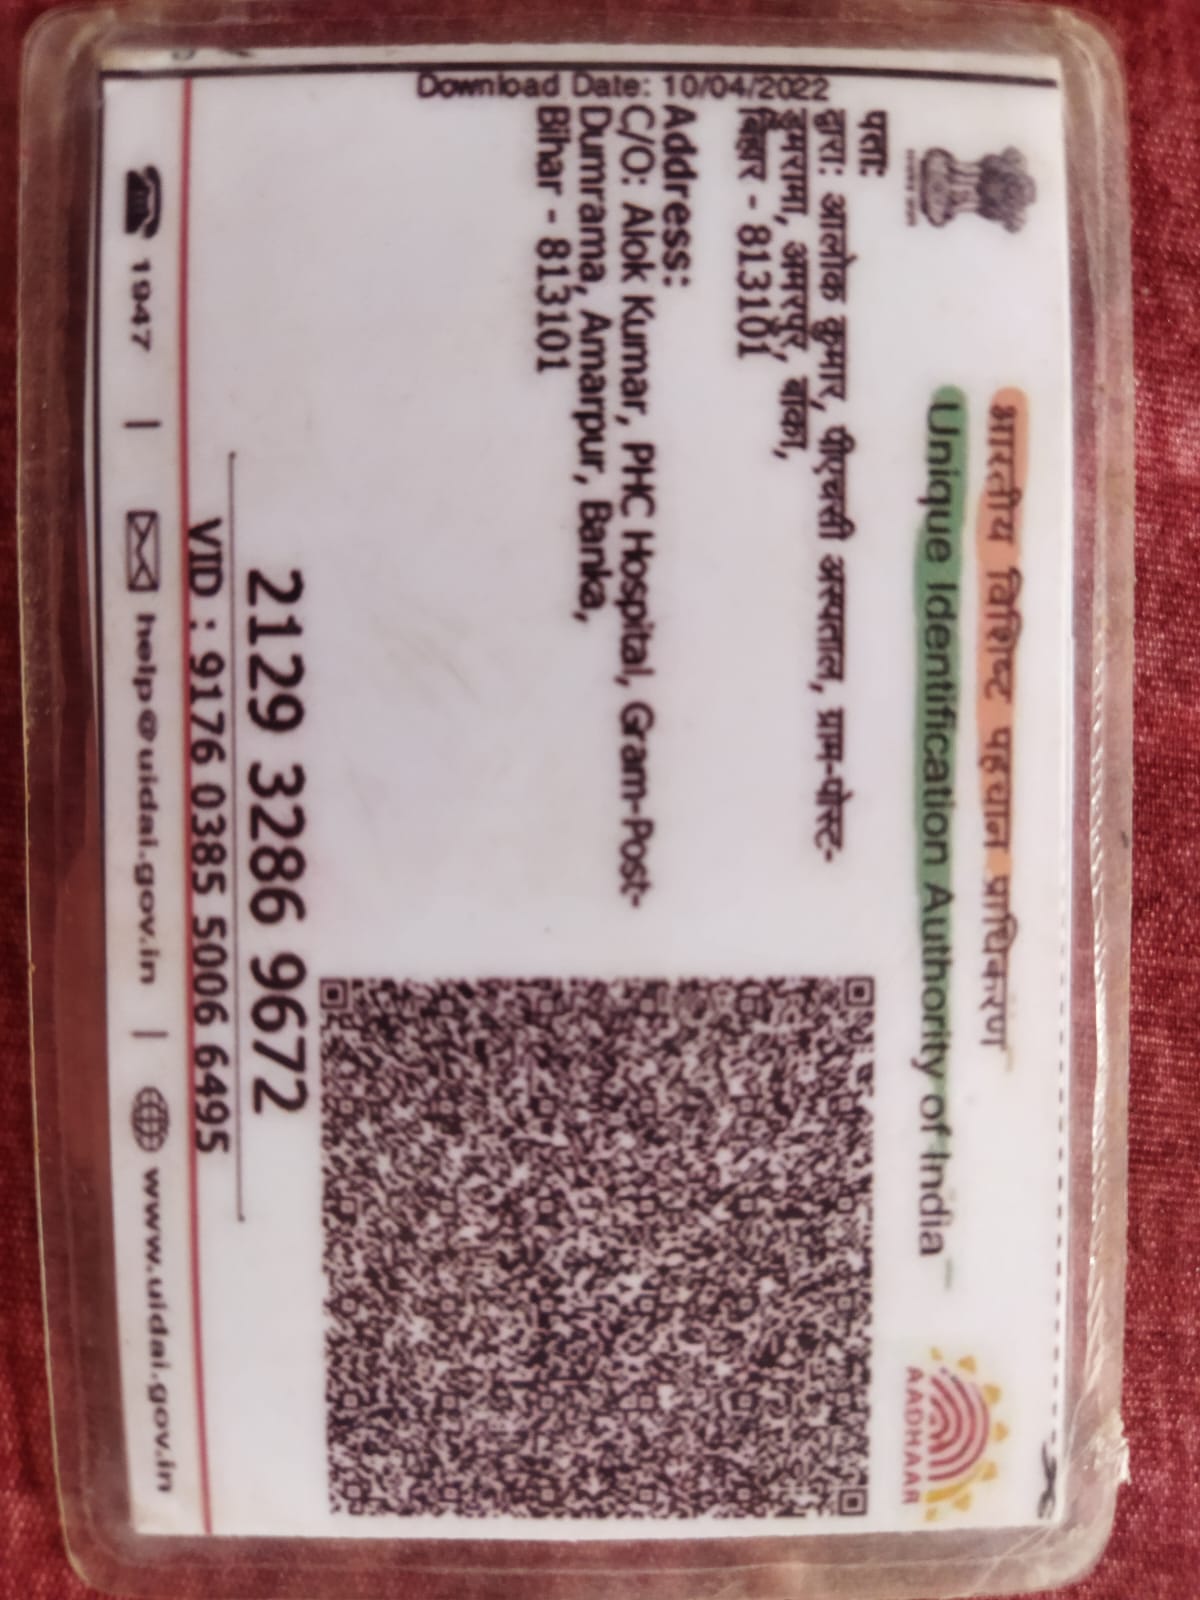 भारतीय विशिष्ट पहचान प्राधिकरण
Unique Identification Authority of India
AADHAAR
Download Date: 10/04/2022
पता:
द्वारा: आलोक कुमार, पीएचसी अस्पताल, ग्राम-पोस्ट-
डुमरामा, अमरपुर, बांका,
बिहार - 813101
Address:
C/O: Alok Kumar, PHC Hospital, Gram-Post-
Dumrama, Amarpur, Banka,
Bihar - 813101
2129 3286 9672
VID : 9176 0385 5006 6495
1947 | help@uidai.gov.in | www.uidai.gov.in